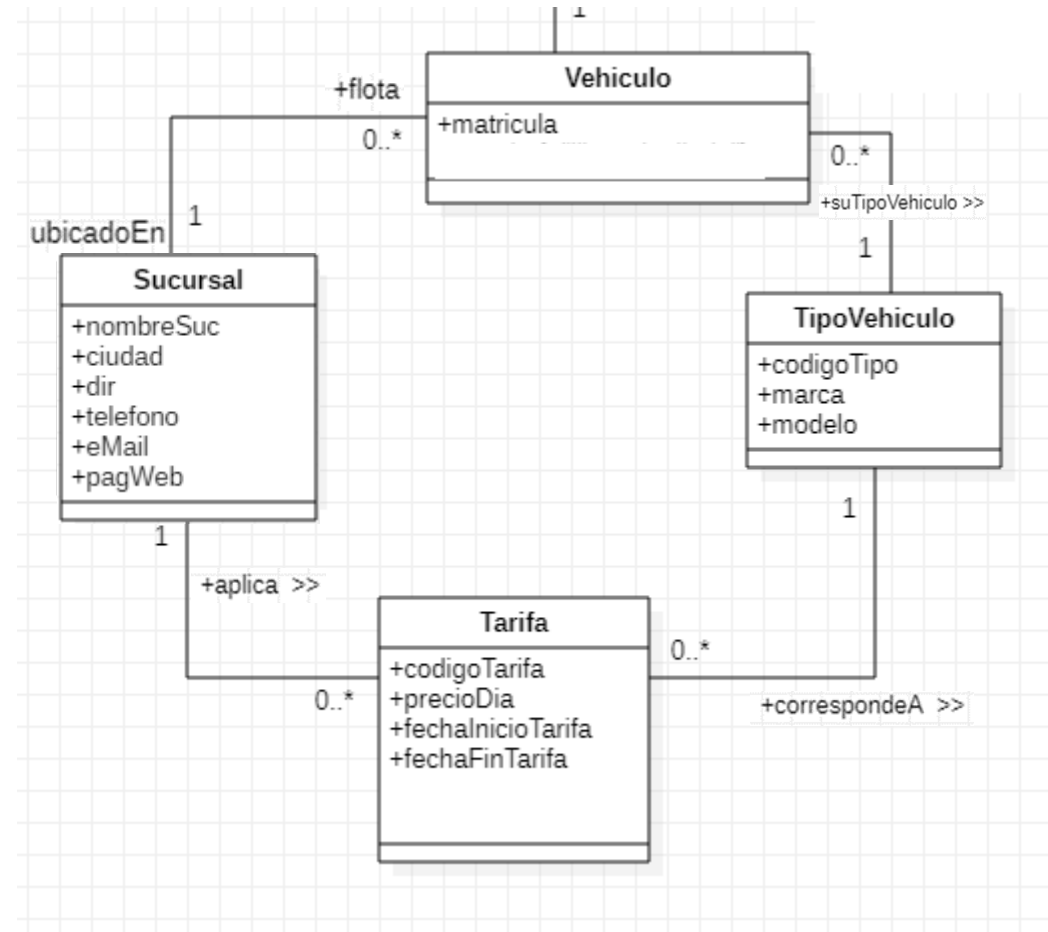 1
Vehiculo
+matricula
+flota
0..*
0..*
+suTipoVehiculo >>
1
ubicadoEn
1
Sucursal
+nombreSuc
+ciudad
+dir
+telefono
+eMail
+pagWeb
TipoVehiculo
+codigoTipo
+marca
+modelo
1
1
+aplica >>
0..*
Tarifa
+codigoTarifa
+precioDia
+fechaInicioTarifa
+fechaFinTarifa
0..*
+correspondeA >>